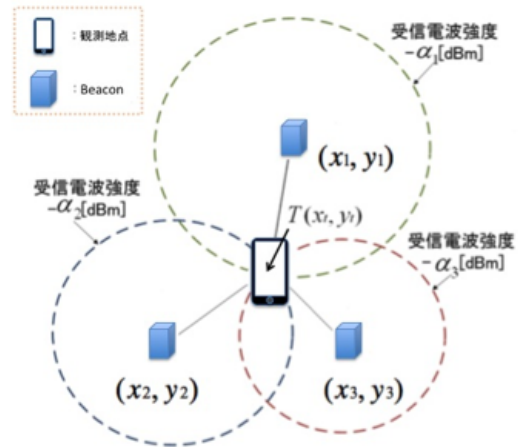 ：観測地点
：Beacon
受信電波強度
-α1[dBm]
(x1, y1)
受信電波強度
-α2[dBm]
T(xt, yt)
受信電波強度
-α3[dBm]
(x2, y2)
(x3, y3)